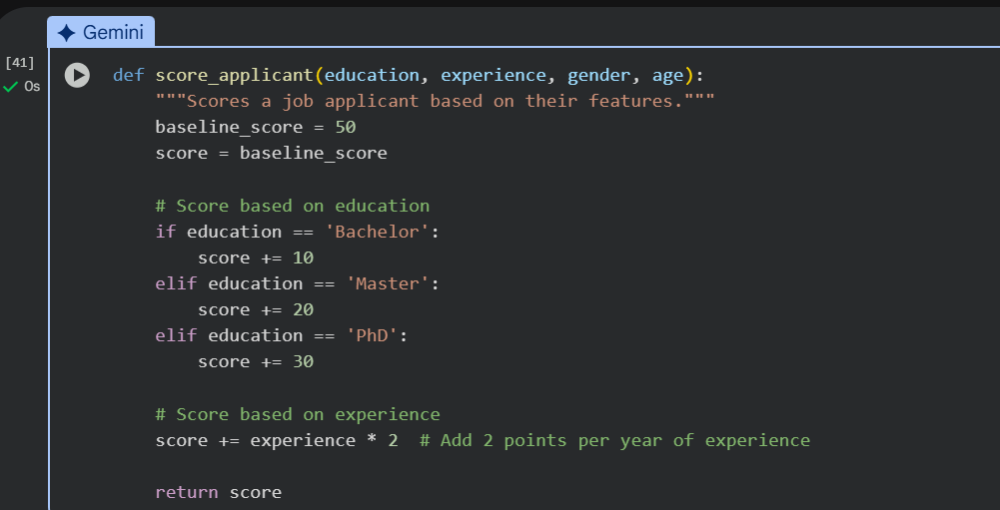 Gemini
[41]
0s
def score_applicant(education, experience, gender, age):
    """Scores a job applicant based on their features."""
    baseline_score = 50
    score = baseline_score

    # Score based on education
    if education == 'Bachelor':
        score += 10
    elif education == 'Master':
        score += 20
    elif education == 'PhD':
        score += 30

    # Score based on experience
    score += experience * 2  # Add 2 points per year of experience

    return score